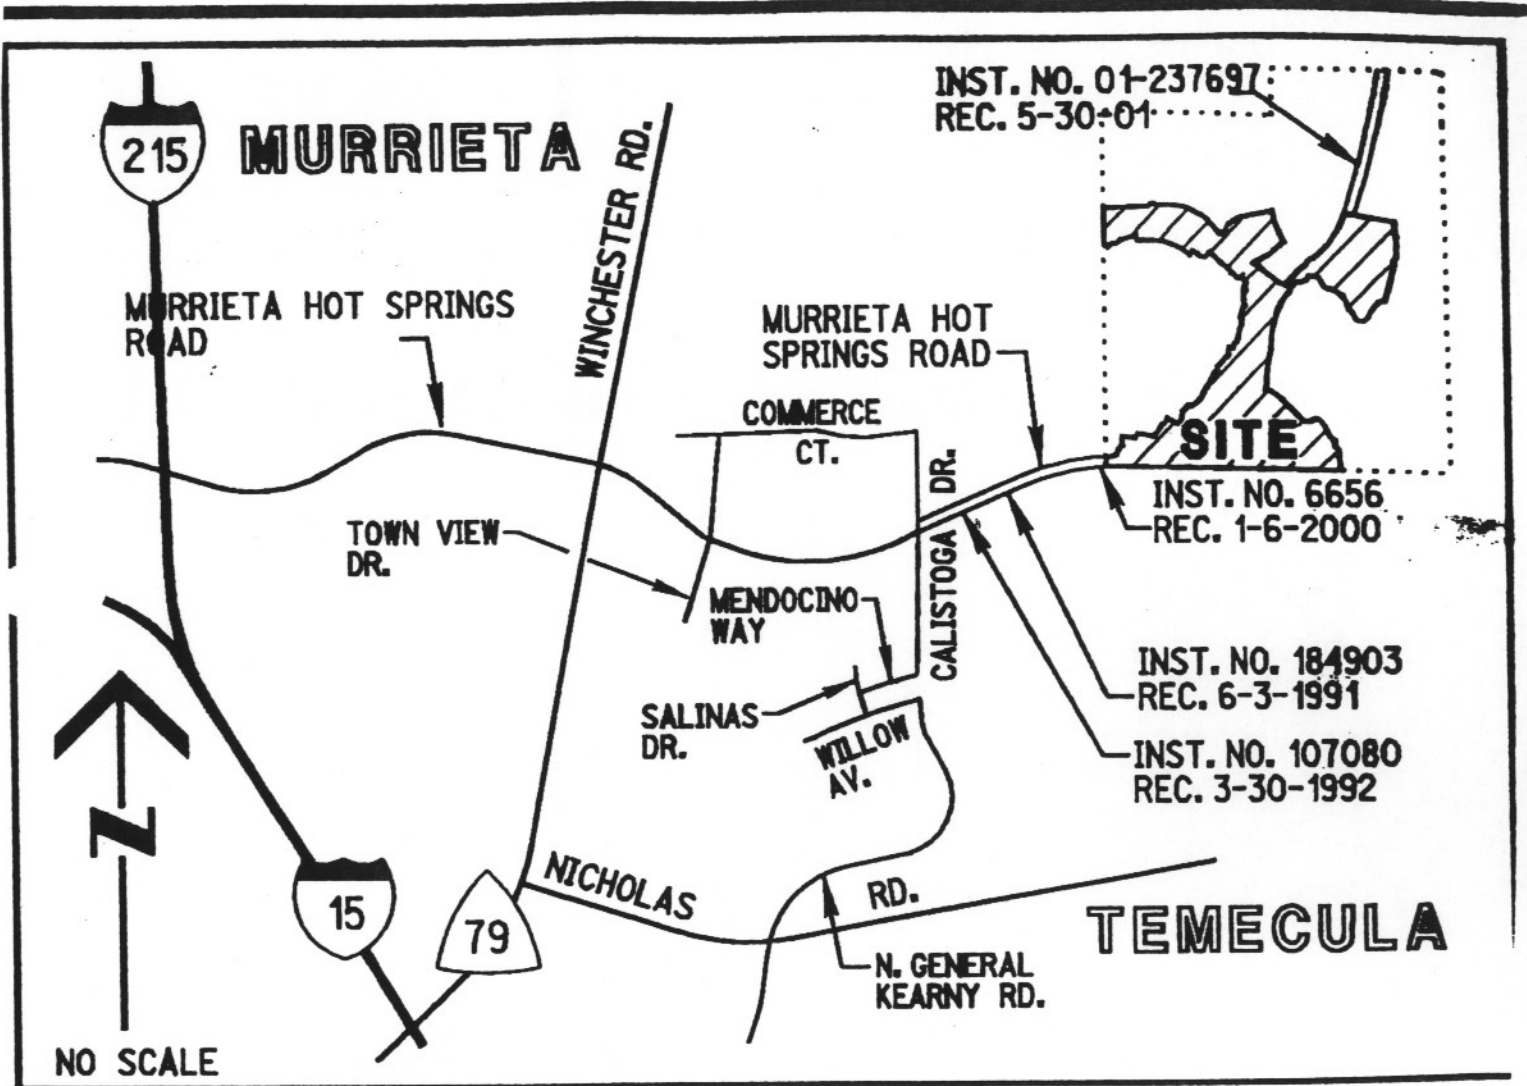 INST. NO. 01-237697
REC. 5-30-01
215
MURRIETA
WINCHESTER RD.
MURRIETA HOT SPRINGS
ROAD
MURRIETA HOT
SPRINGS ROAD
COMMERCE
CT.
SITE
CALISTOGA DR.
INST. NO. 6656
REC. 1-6-2000
TOWN VIEW
DR.
MENDOCINO
WAY
INST. NO. 184903
REC. 6-3-1991
SALINAS
DR.
WILLOW
AV.
INST. NO. 107080
REC. 3-30-1992
N
NICHOLAS RD.
15
79
TEMECULA
N. GENERAL
KEARNY RD.
NO SCALE